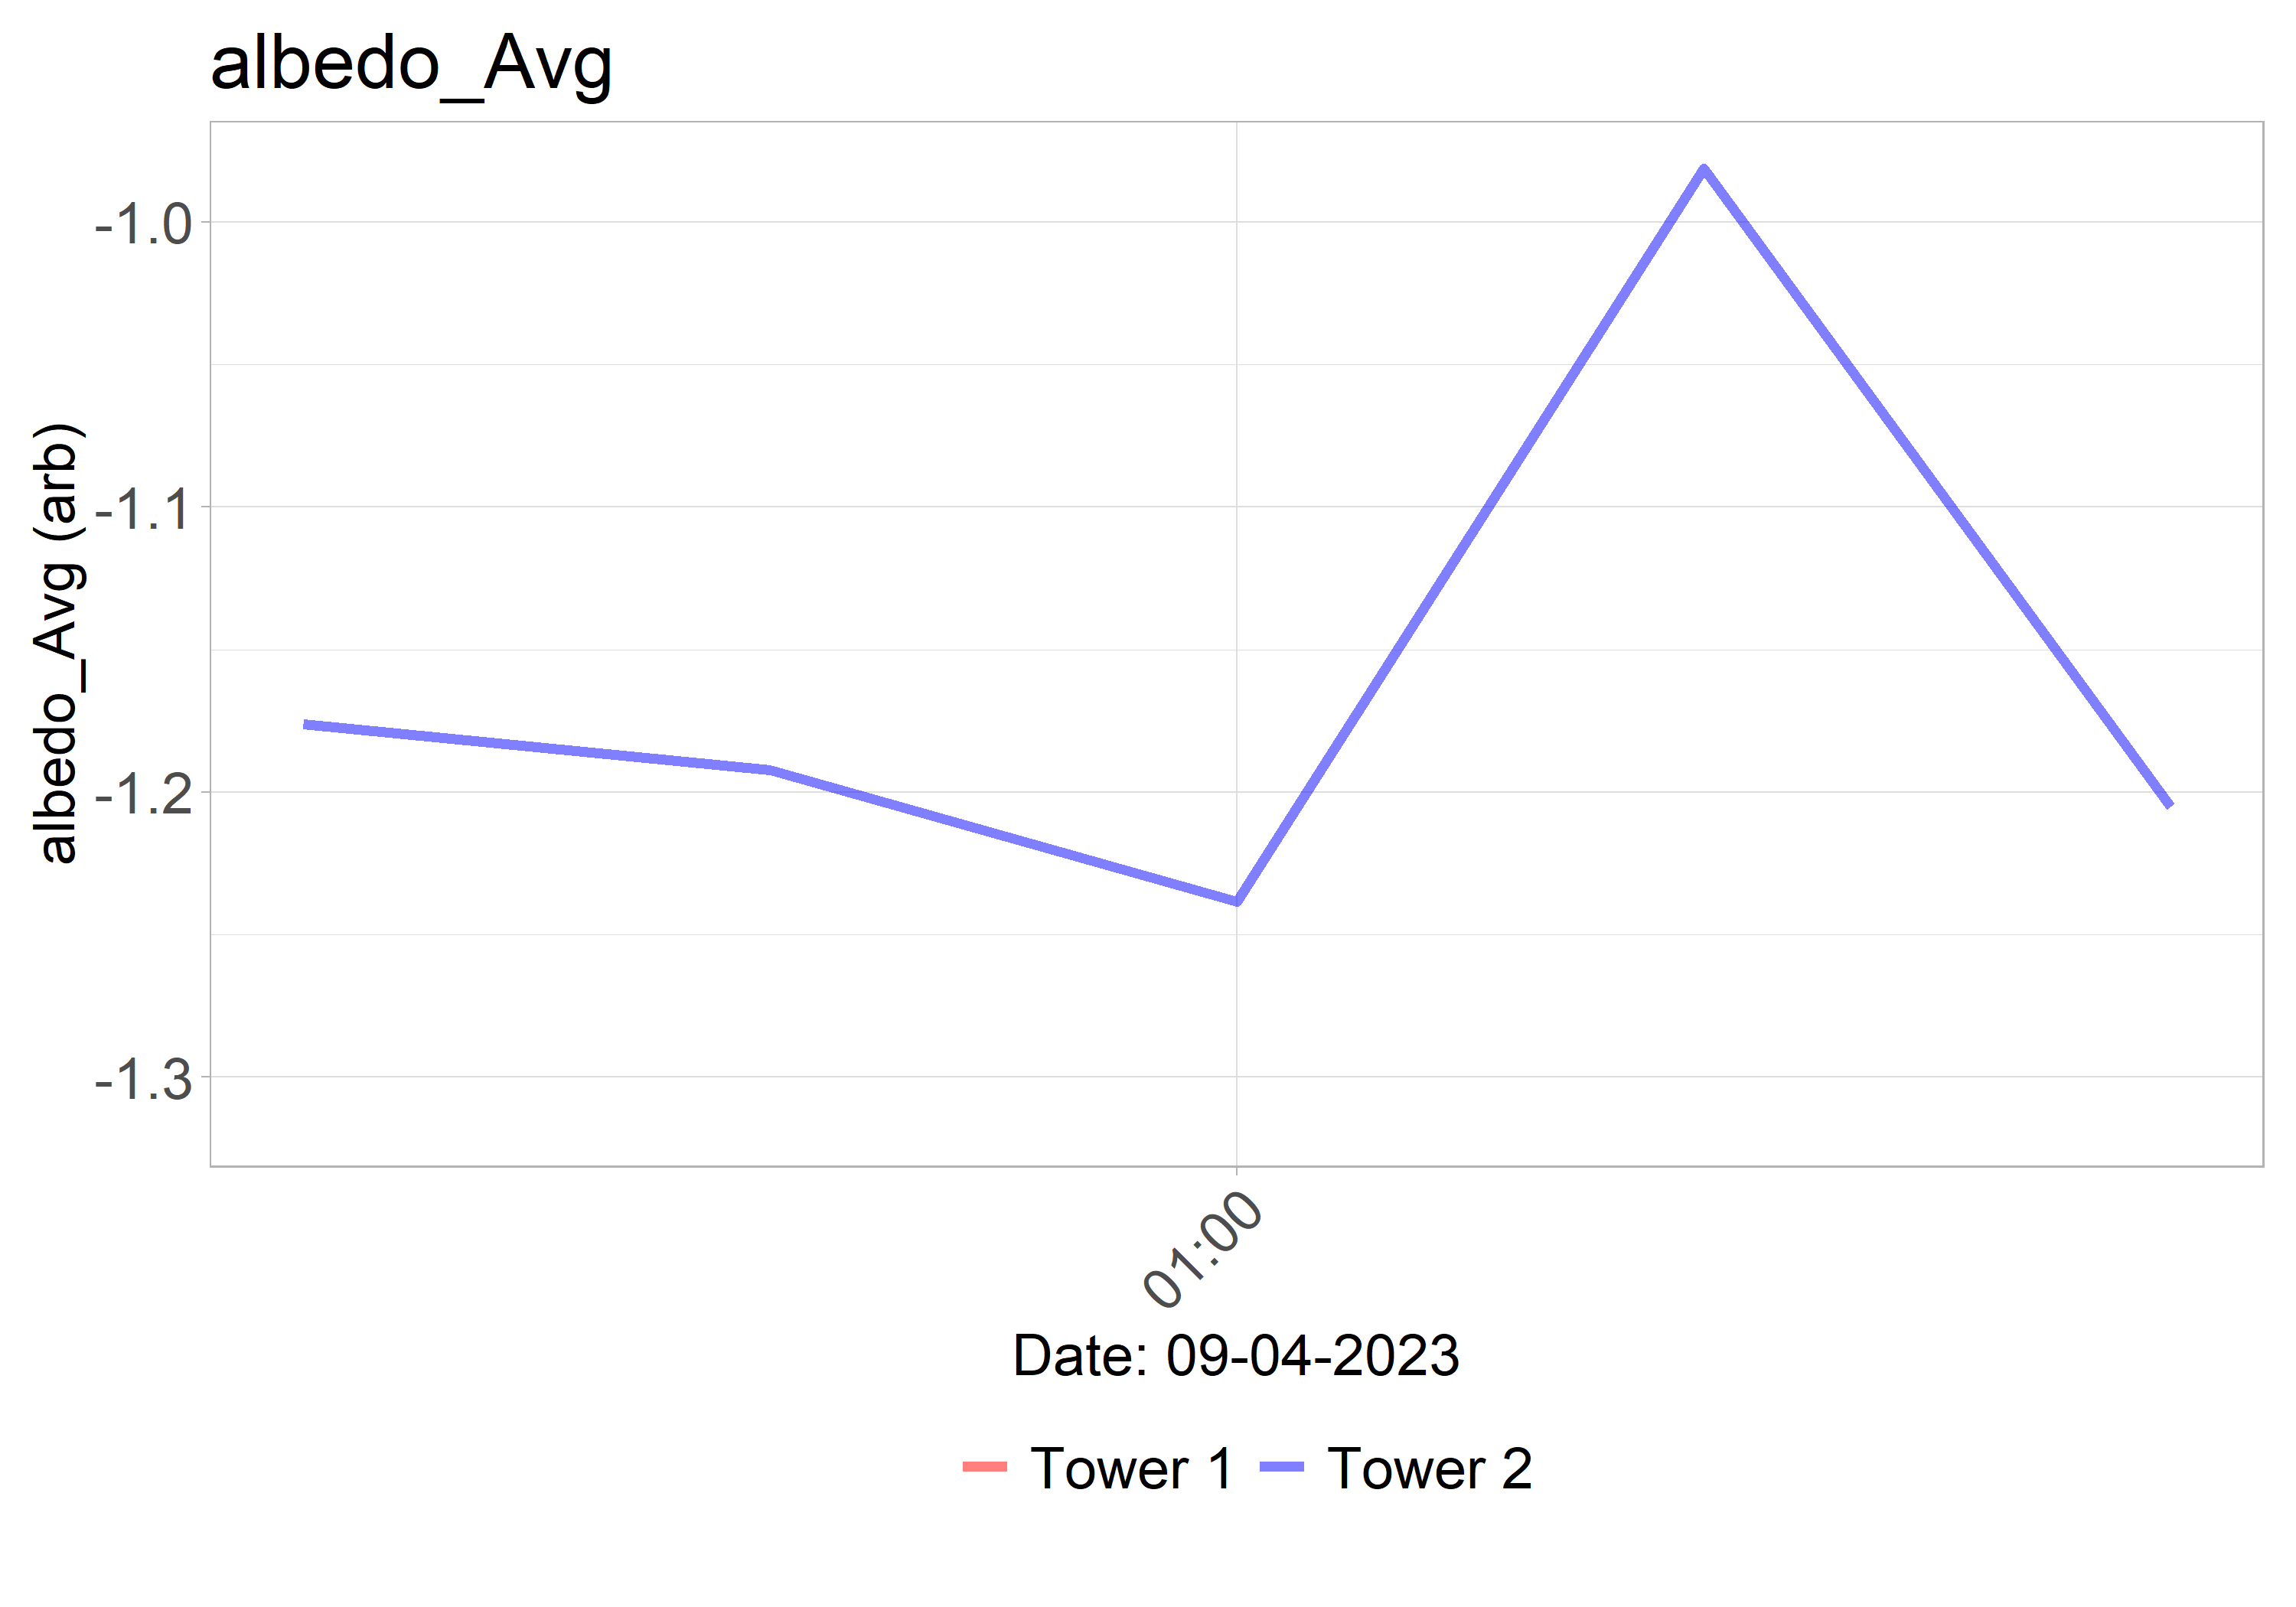 albedo_Avg
albedo_Avg (arb)
-1.0
-1.1
-1.2
-1.3
01:00
Date: 09-04-2023
Tower 1 Tower 2